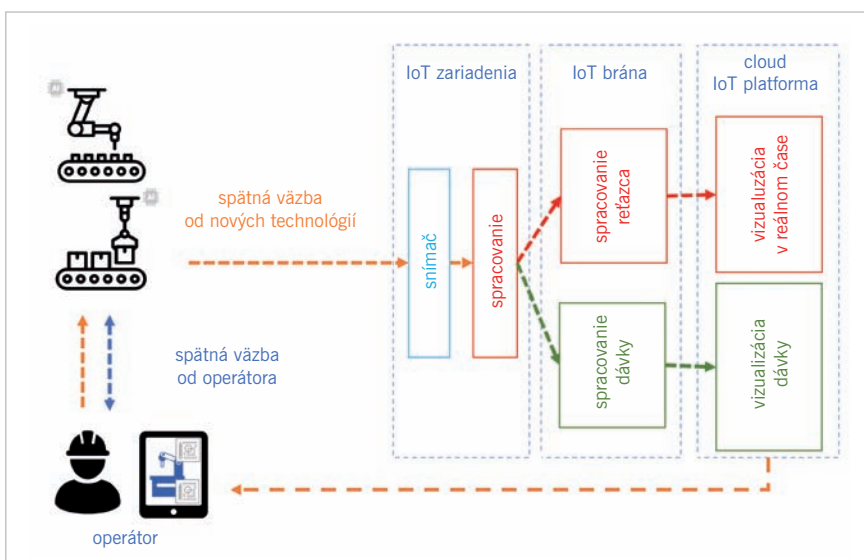 IoT zariadenia
IoT brána
cloud
IoT platforma
spätná väzba
od nových technológií
snímač
spracovanie
spracovanie
reťazca
vizualuzácia
v reálnom čase
spätná väzba
od operátora
spracovanie
dávky
vizualizácia
dávky
operátor